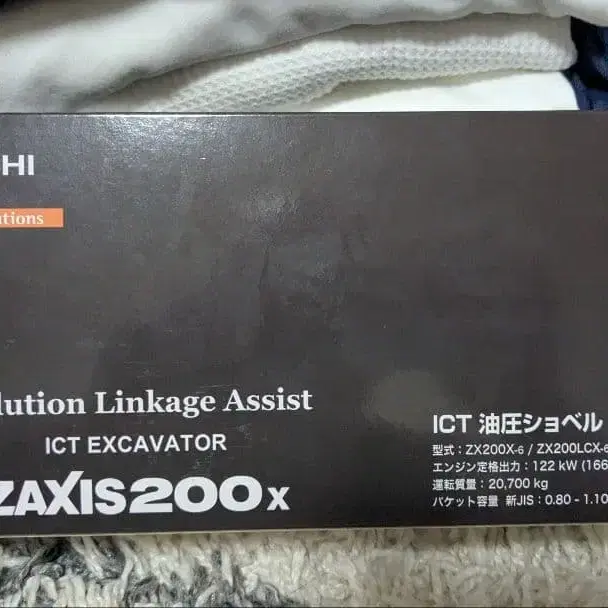 HI
tions
lution Linkage Assist
ICT EXCAVATOR
ZAXIS200x
ICT 油圧ショベル
型式：ZX200X-6 / ZX200LCX-6
エンジン定格出力：122 kW (166
運転質量：20,700 kg
バケット容量 新JIS：0.80 - 1.10